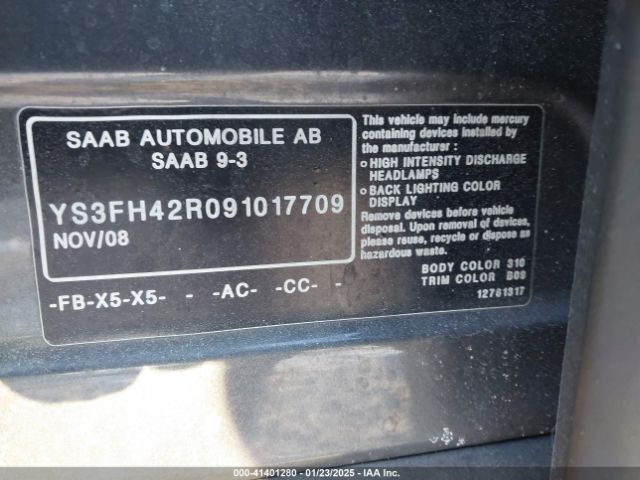 SAAB AUTOMOBILE AB
SAAB 9-3
YS3FH42R091017709
NOV/08
-FB-X5-X5- - -AC- -CC- -
This vehicle may include mercury
containing devices installed by
the manufacturer :
o HIGH INTENSITY DISCHARGE
HEADLAMPS
o BACK LIGHTING COLOR
DISPLAY
Remove devices before vehicle
disposal. Upon removal of devices,
please reuse, recycle or dispose as
hazardous waste.
BODY COLOR 310
TRIM COLOR B09
12761317
000-41401280 - 01/23/2025 - IAA Inc.